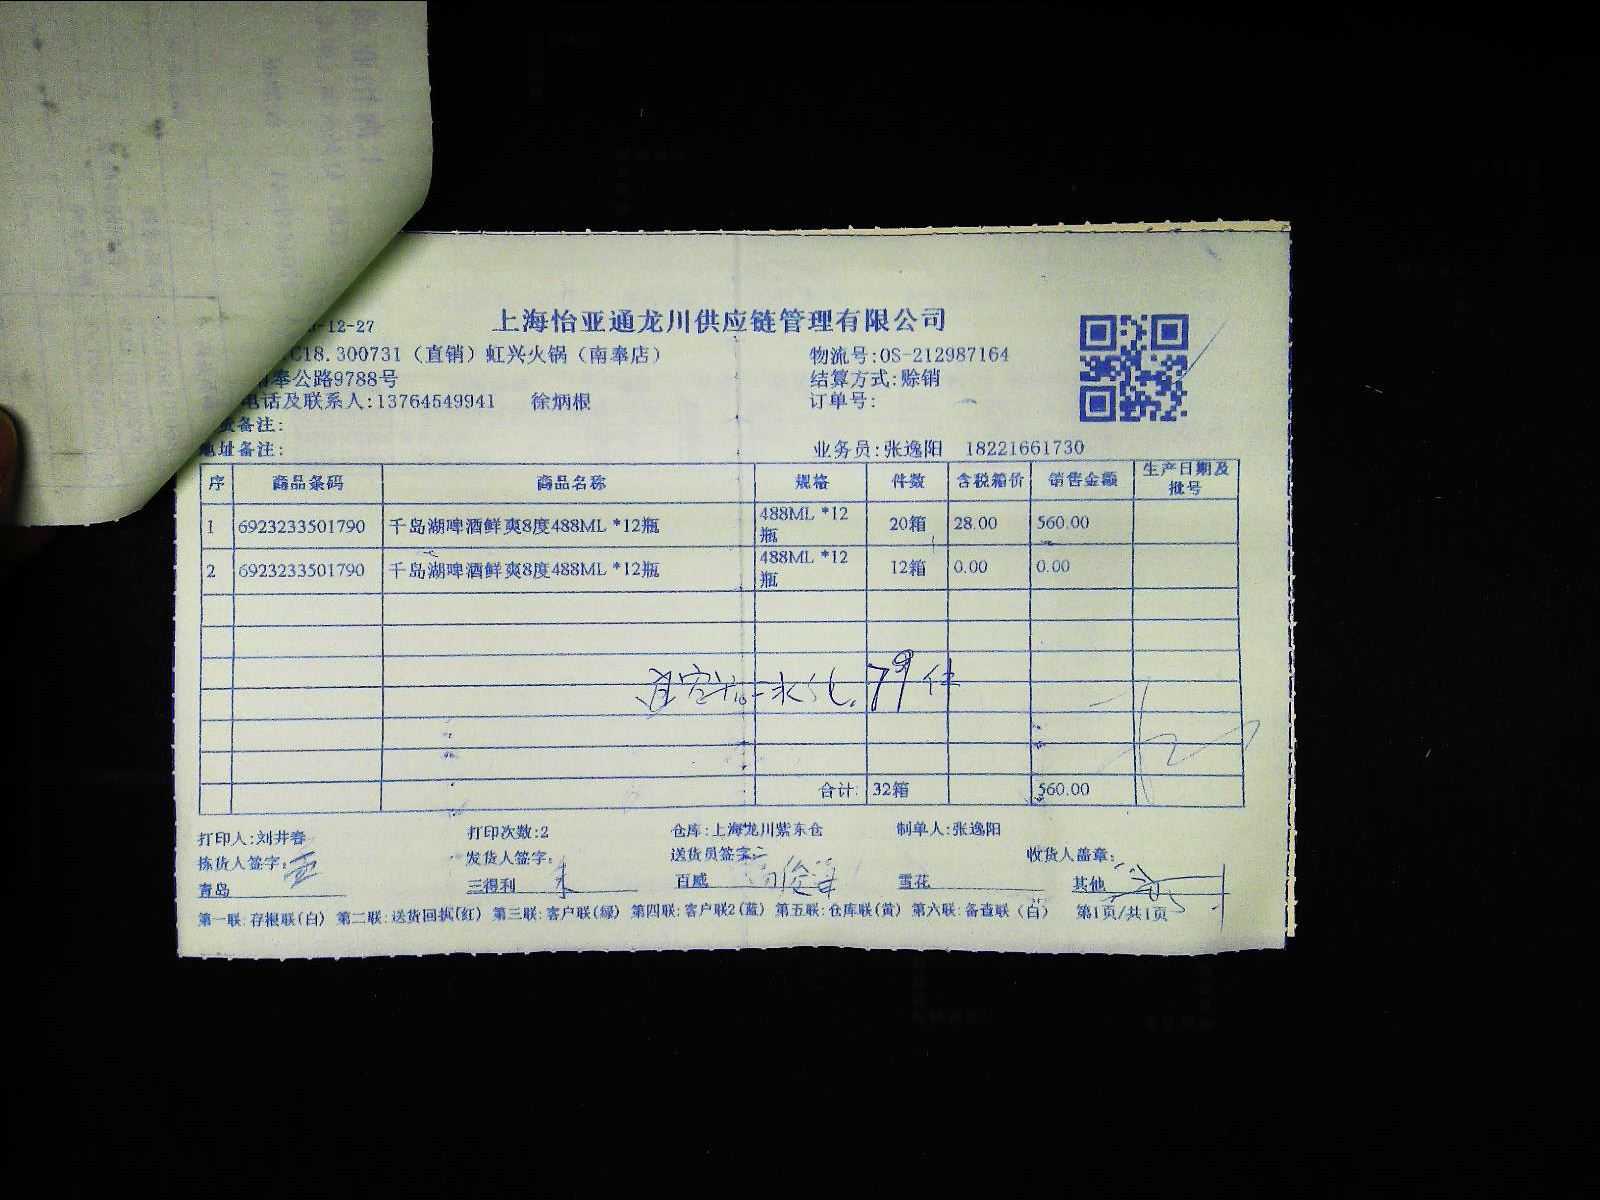 -12-27
上海怡亚通龙川供应链管理有限公司
C18.300731（直销）虹兴火锅（南奉店） 物流号:OS-212987164
奉公路9788号 结算方式:赊销
电话及联系人:13764549941 徐炳根 订单号:
备注:
地址备注: 业务员:张逸阳 18221661730
序 商品条码 商品名称 规格 件数 含税箱价 销售金额 生产日期及批号
1 6923233501790 千岛湖啤酒鲜爽8度488ML *12瓶 488ML *12瓶 20箱 28.00 560.00
2 6923233501790 千岛湖啤酒鲜爽8度488ML *12瓶 488ML *12瓶 12箱 0.00 0.00
79件
合计: 32箱 560.00
打印人:刘井春 打印次数:2 仓库:上海龙川紫东仓 制单人:张逸阳
拣货人签字: 发货人签字: 送货员签字: 收货人盖章:
青岛 三得利 百威 雪花 其他
第一联:存根联(白) 第二联:送货回执(红) 第三联:客户联(绿) 第四联:客户联2(蓝) 第五联:仓库联(黄) 第六联:备查联（白） 第1页/共1页